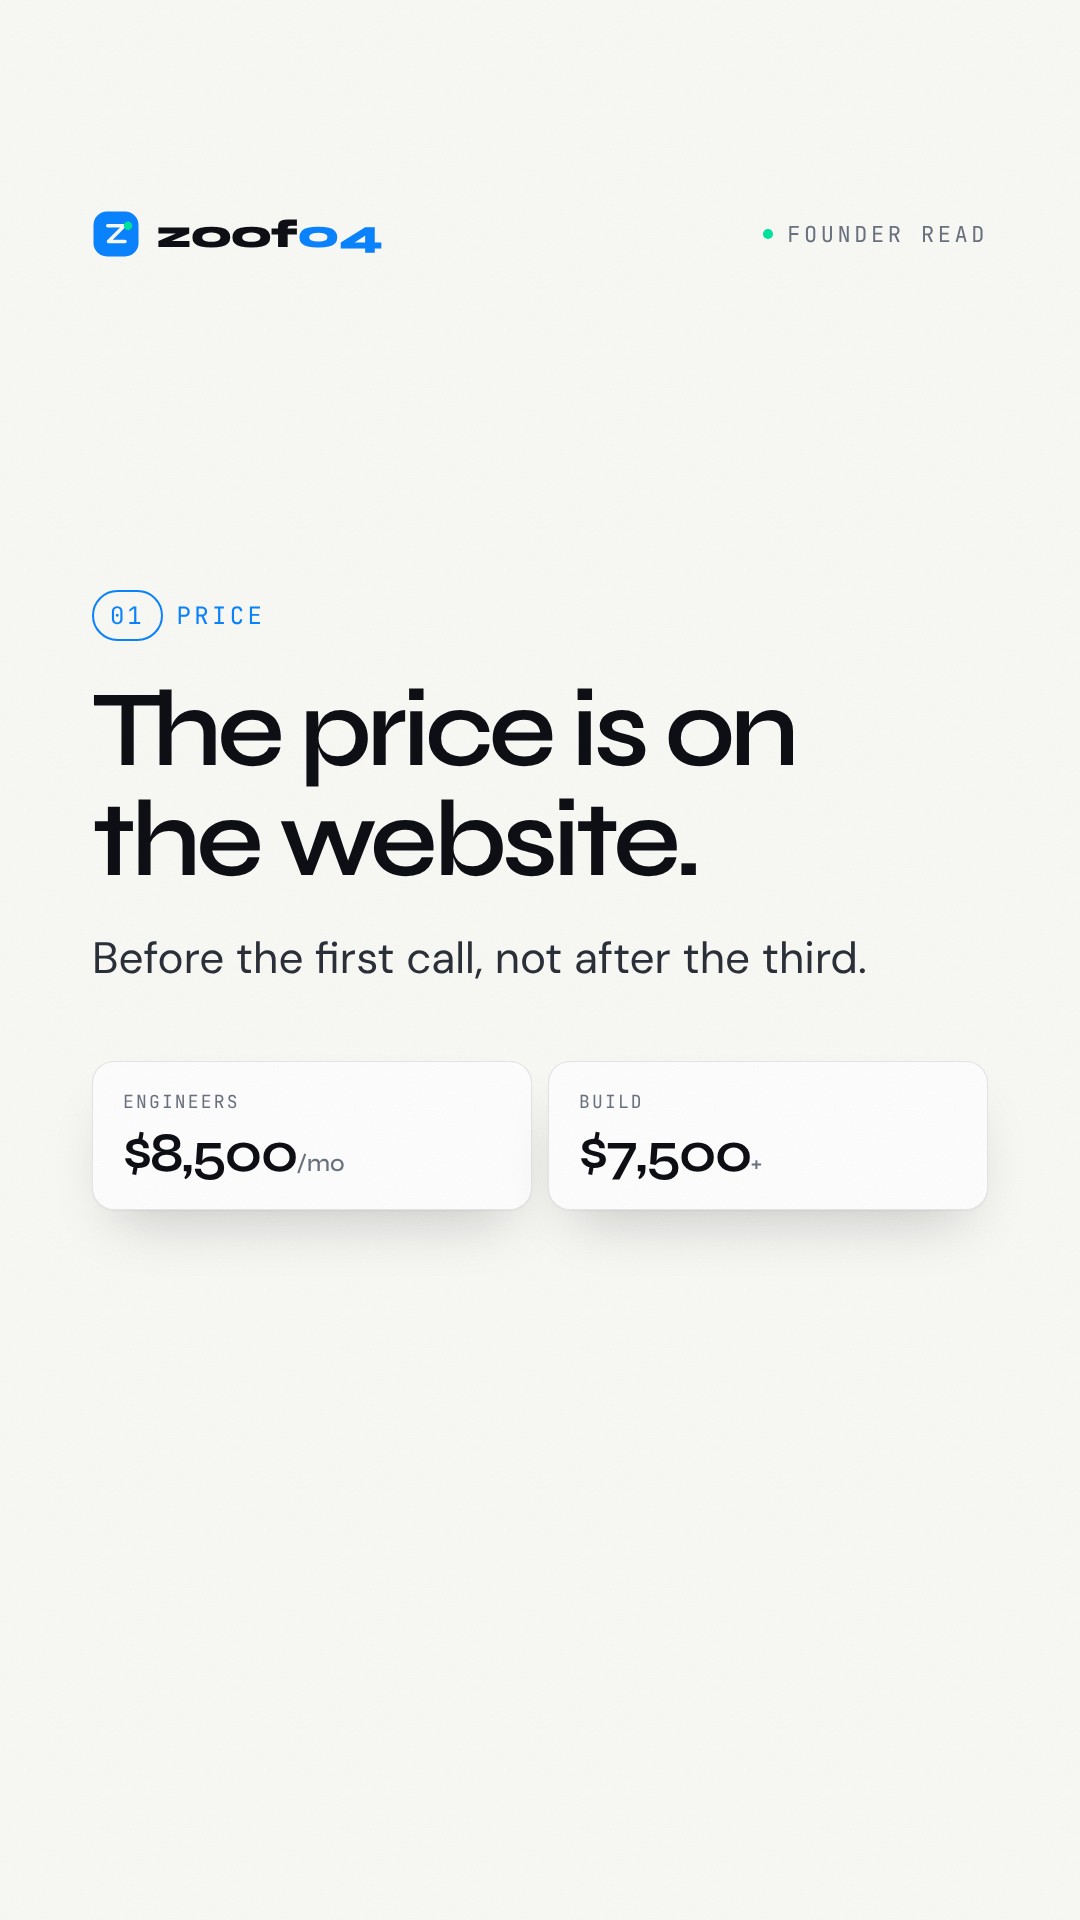 Z zoof04
FOUNDER READ
01 PRICE
The price is on
the website.
Before the first call, not after the third.
ENGINEERS
$8,500/mo
BUILD
$7,500+